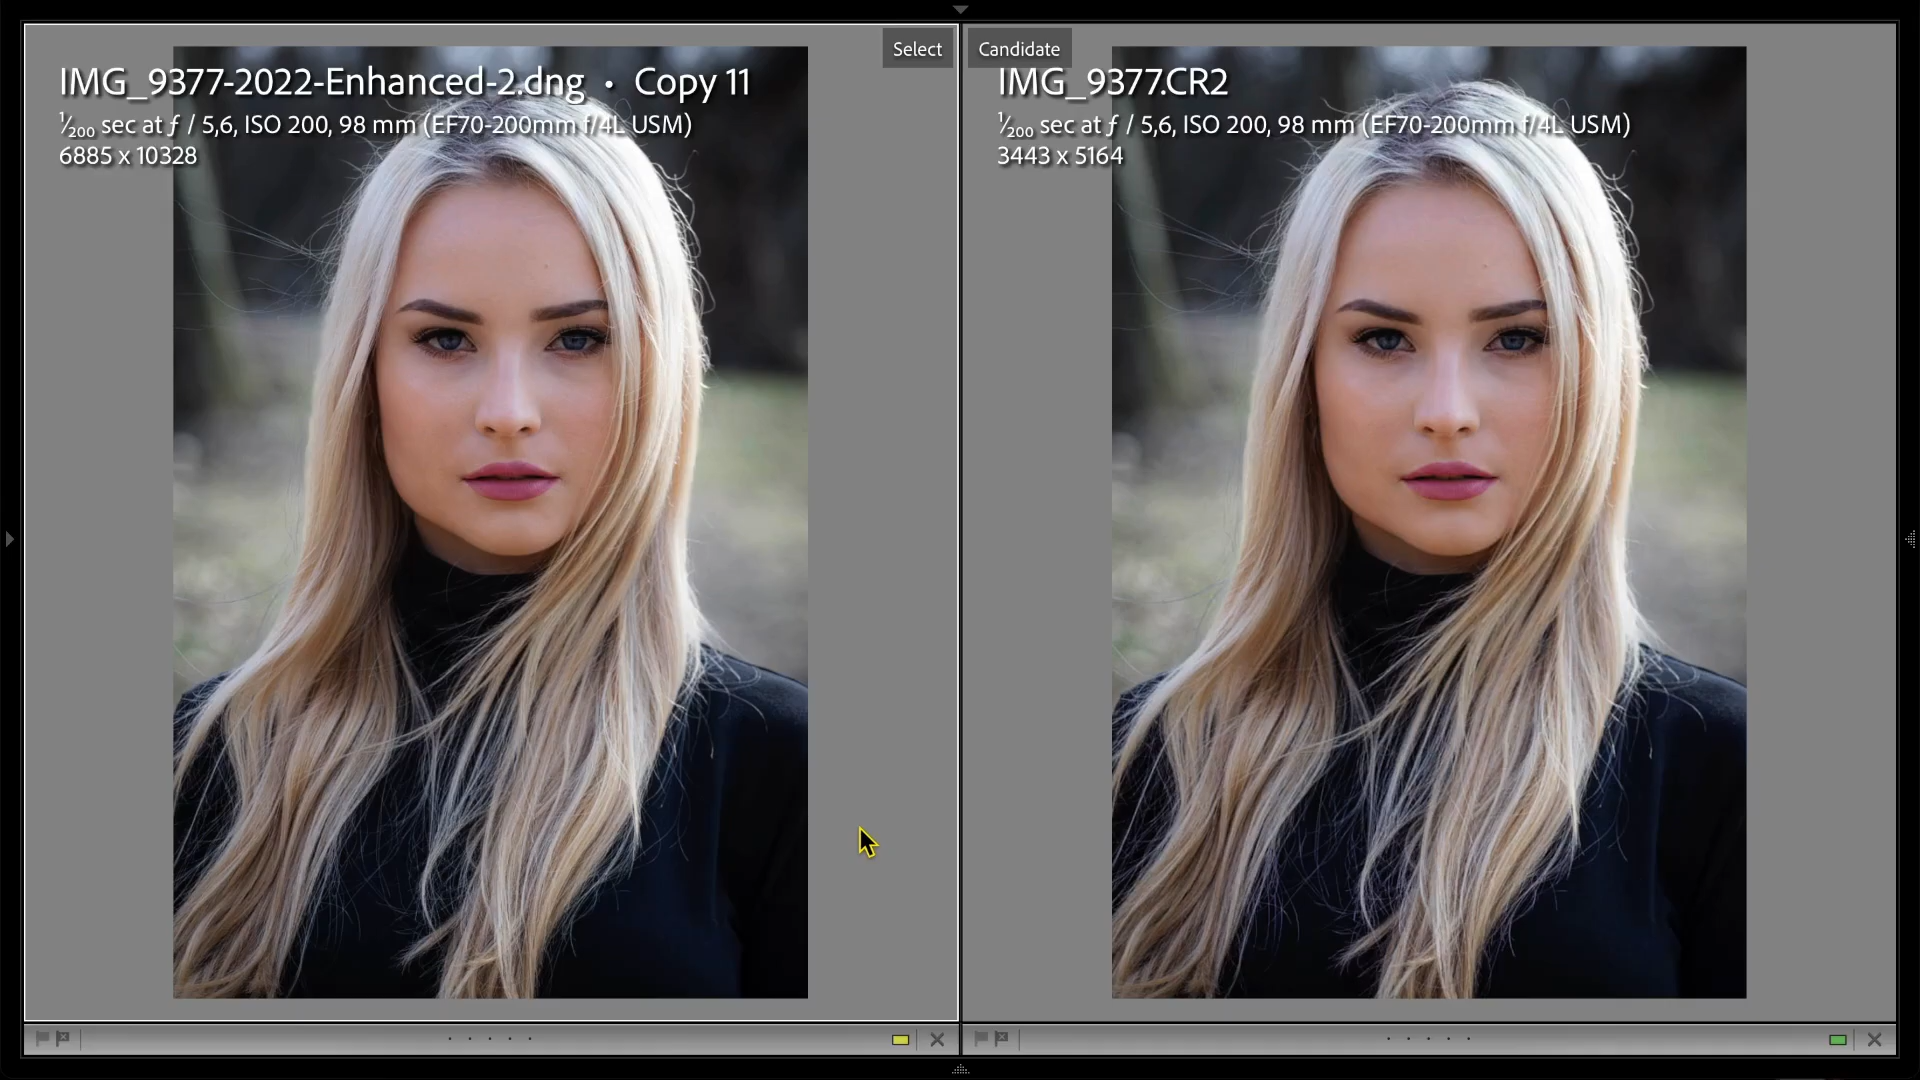 Select
IMG_9377-2022-Enhanced-2.dng • Copy 11
1/200 sec at ƒ / 5,6, ISO 200, 98 mm (EF70-200mm f/4L USM)
6885 x 10328
Candidate
IMG_9377.CR2
1/200 sec at ƒ / 5,6, ISO 200, 98 mm (EF70-200mm f/4L USM)
3443 x 5164